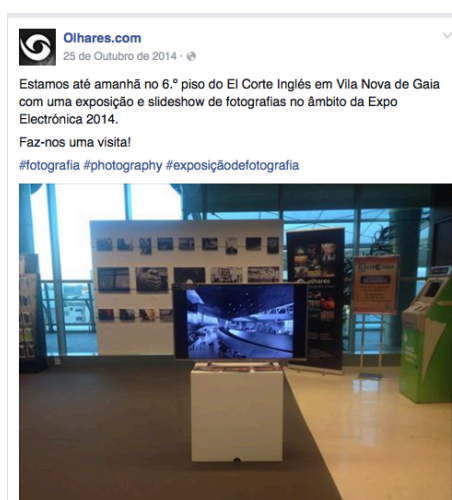 Olhares.com
25 de Outubro de 2014 ·
Estamos até amanhã no 6.º piso do El Corte Inglés em Vila Nova de Gaia
com uma exposição e slideshow de fotografias no âmbito da Expo
Electrónica 2014.
Faz-nos uma visita!
#fotografia #photography #exposiçãodefotografia
olhares